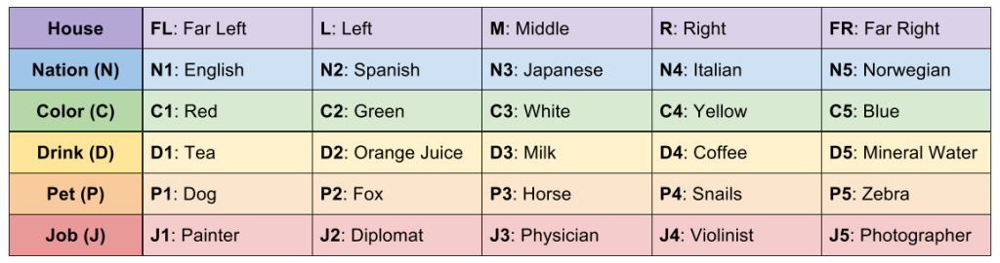 House FL: Far Left L: Left M: Middle R: Right FR: Far Right
Nation (N) N1: English N2: Spanish N3: Japanese N4: Italian N5: Norwegian
Color (C) C1: Red C2: Green C3: White C4: Yellow C5: Blue
Drink (D) D1: Tea D2: Orange Juice D3: Milk D4: Coffee D5: Mineral Water
Pet (P) P1: Dog P2: Fox P3: Horse P4: Snails P5: Zebra
Job (J) J1: Painter J2: Diplomat J3: Physician J4: Violinist J5: Photographer